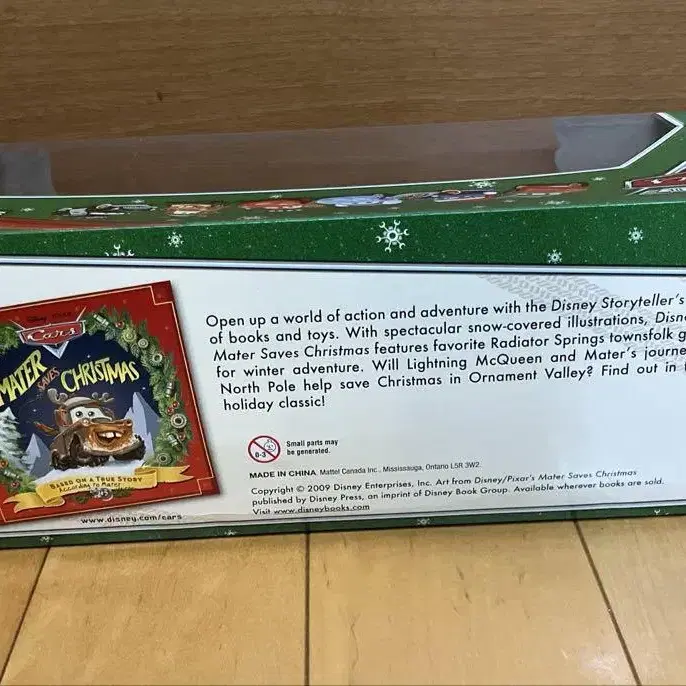 Disney PIXAR
Cars
MATER
SAVES
CHRISTMAS
BASED ON A TRUE STORY
According to Mater
www.disney.com/cars
Open up a world of action and adventure with the Disney Storyteller's
of books and toys. With spectacular snow-covered illustrations,
Mater Saves Christmas features favorite Radiator Springs townsfolk
for winter adventure. Will Lightning McQueen and Mater's
North Pole help save Christmas in Ornament Valley? Find out in
holiday classic!
0-3
Small parts may
be generated.
MADE IN CHINA. Mattel Canada Inc., Mississauga, Ontario L5R 3W2.
Copyright © 2009 Disney Enterprises, Inc. Art from Disney/Pixar's Mater Saves Christmas
published by Disney Press, an imprint of Disney Book Group. Available wherever books are sold.
Visit www.disneybooks.com